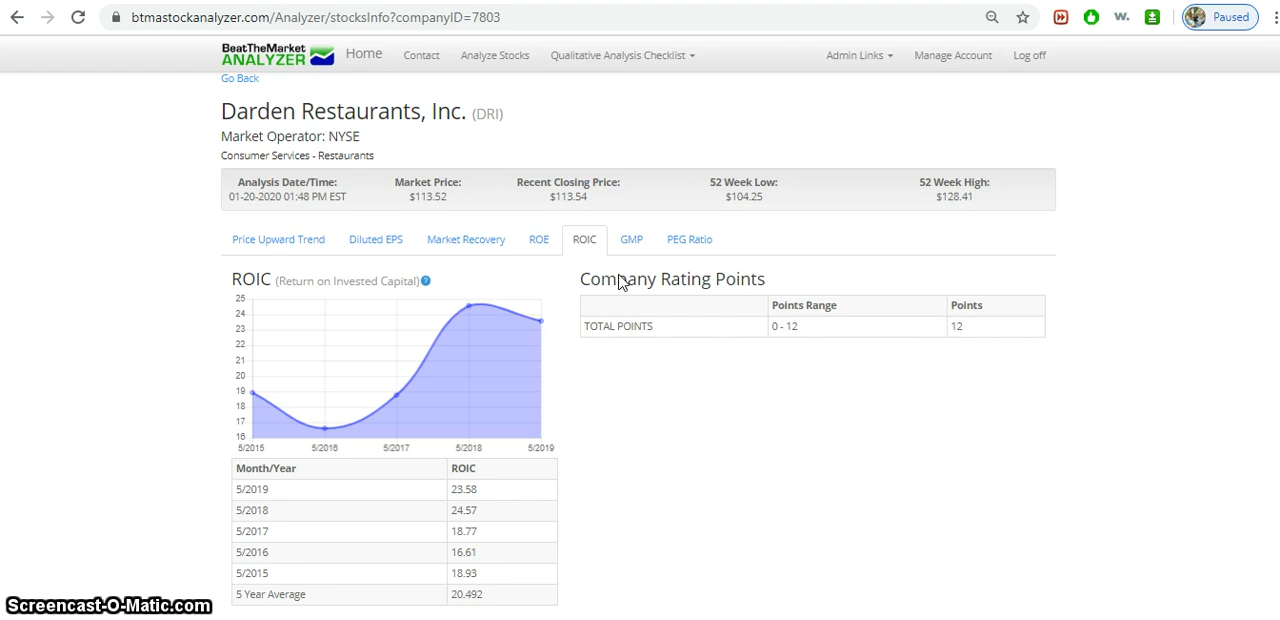 btmastockanalyzer.com/Analyzer/stocksInfo?companyID=7803
W.
Paused
BeatTheMarket
ANALYZER
Home Contact Analyze Stocks Qualitative Analysis Checklist Admin Links Manage Account Log off
Go Back
Darden Restaurants, Inc. (DRI)
Market Operator: NYSE
Consumer Services - Restaurants
Analysis Date/Time: Market Price: Recent Closing Price: 52 Week Low: 52 Week High:
01-20-2020 01:48 PM EST $113.52 $113.54 $104.25 $128.41
Price Upward Trend Diluted EPS Market Recovery ROE ROIC GMP PEG Ratio
ROIC (Return on Invested Capital) ?
25
24
23
22
21
20
19
18
17
16
5/2015 5/2016 5/2017 5/2018 5/2019
Month/Year ROIC
5/2019 23.58
5/2018 24.57
5/2017 18.77
5/2016 16.61
5/2015 18.93
5 Year Average 20.492
Company Rating Points
Points Range Points
TOTAL POINTS 0 - 12 12
Screencast-O-Matic.com